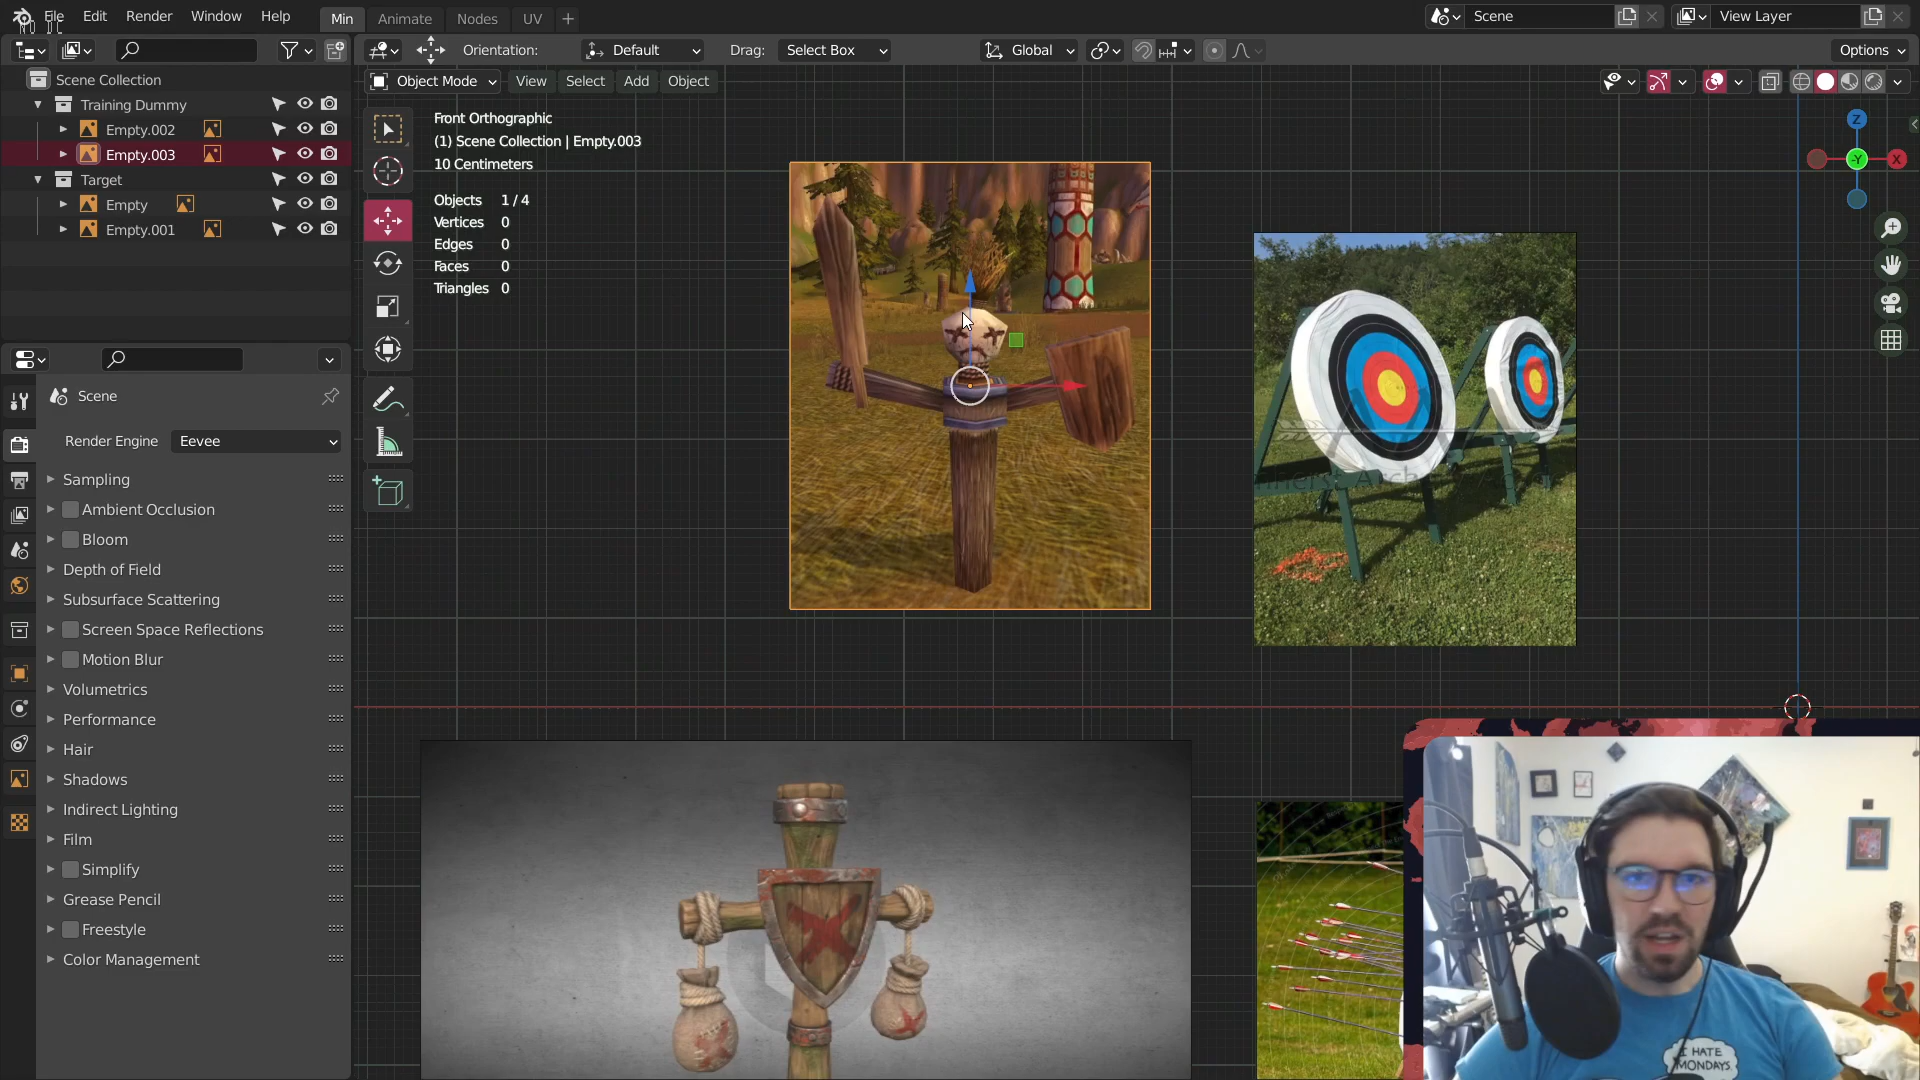 File Edit Render Window Help Min Animate Nodes UV + Scene View Layer
Orientation: Default Drag: Select Box Global Options
Scene Collection
Training Dummy
Empty.002
Empty.003
Target
Empty
Empty.001
Object Mode View Select Add Object
Front Orthographic
(1) Scene Collection | Empty.003
10 Centimeters
Objects 1 / 4
Vertices 0
Edges 0
Faces 0
Triangles 0
Z
-Y
X
Scene
Render Engine Eevee
Sampling
Ambient Occlusion
Bloom
Depth of Field
Subsurface Scattering
Screen Space Reflections
Motion Blur
Volumetrics
Performance
Hair
Shadows
Indirect Lighting
Film
Simplify
Grease Pencil
Freestyle
Color Management
I HATE
MONDAYS.